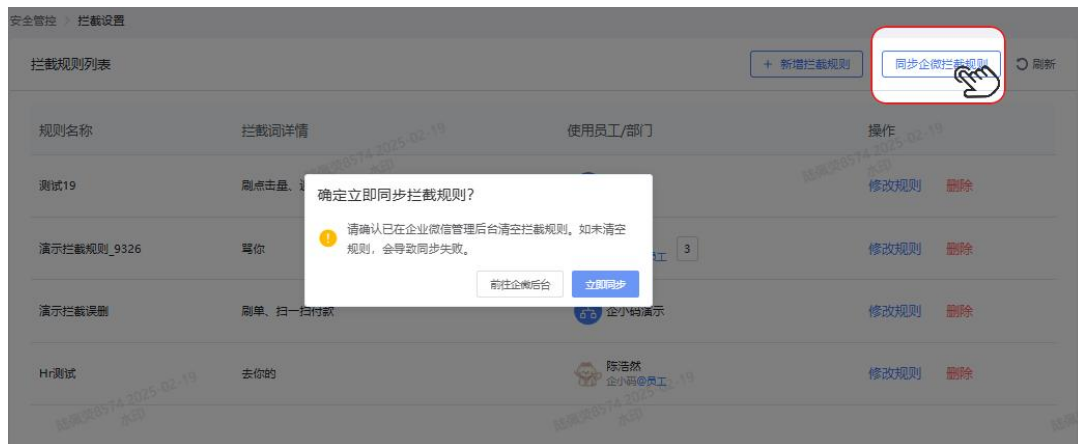 安全管控 > 拦截设置
拦截规则列表
+ 新增拦截规则
同步企微拦截规则
刷新
规则名称 拦截词详情 使用员工/部门 操作
测试19 刷点击量、 修改规则 删除
确定立即同步拦截规则?
请确认已在企业微信管理后台清空拦截规则。如未清空
规则，会导致同步失败。
前往企微后台 立即同步
演示拦截规则_9326 骂你 员工 3 修改规则 删除
演示拦截误删 刷单、扫一扫付款 企小码演示 修改规则 删除
Hr测试 去你的 陈浩然 修改规则 删除
企小码@员工